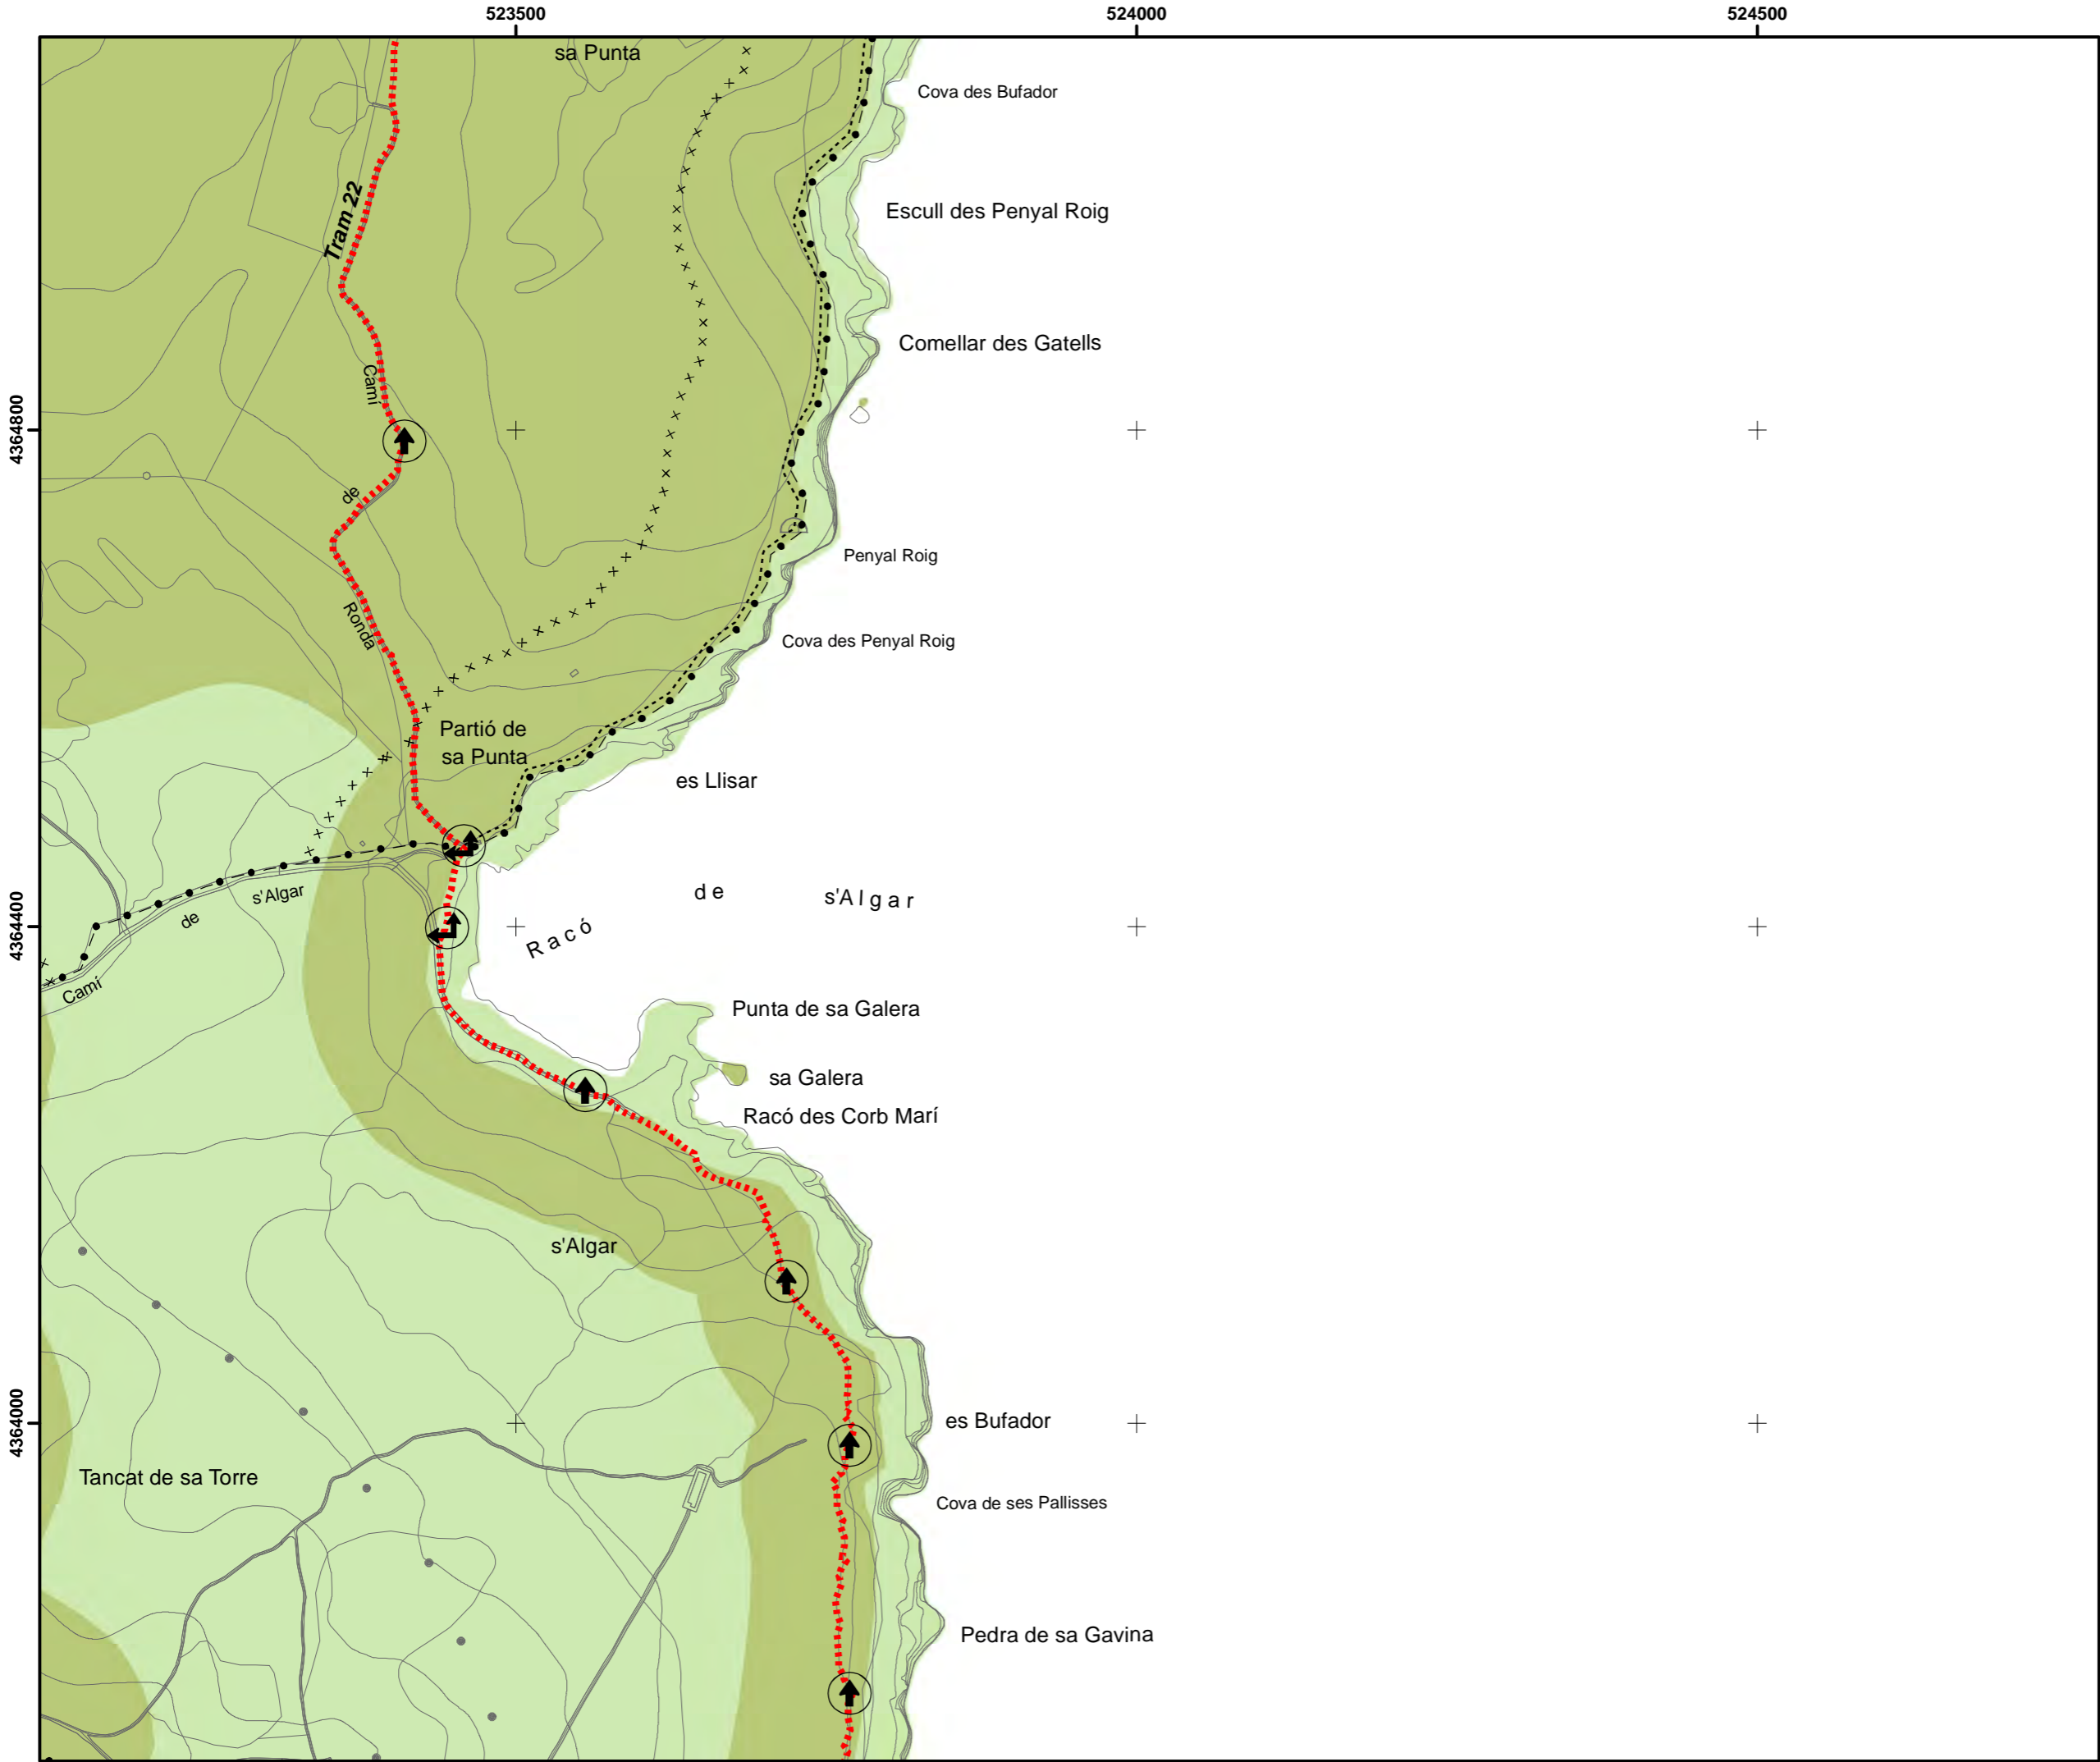 523500
524000
524500
sa Punta
Cova des Bufador
Tram 22
Escull des Penyal Roig
Comellar des Gatells
Camí
4364800
de
Penyal Roig
Ronda
Cova des Penyal Roig
Partió de
sa Punta
es Llisar
Camí
de
s'Algar
Racó
de
s'Algar
4364400
Punta de sa Galera
sa Galera
Racó des Corb Marí
s'Algar
4364000
es Bufador
Tancat de sa Torre
Cova de ses Pallisses
Pedra de sa Gavina